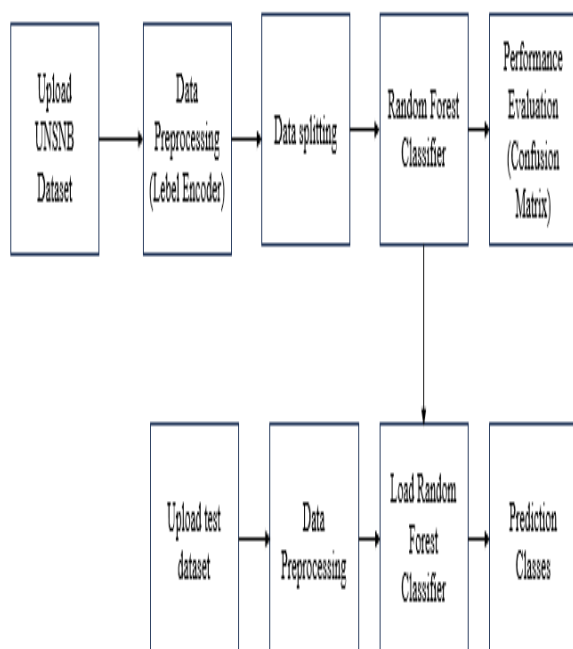 Upload
UNSNB
Dataset
Data
Preprocessing
(Lebel Encoder)
Data splitting
Random Forest
Classifier
Performance
Evaluation
(Confusion
Matrix)
Upload test
dataset
Data
Preprocessing
Load Random
Forest
Classifier
Prediction
Classes